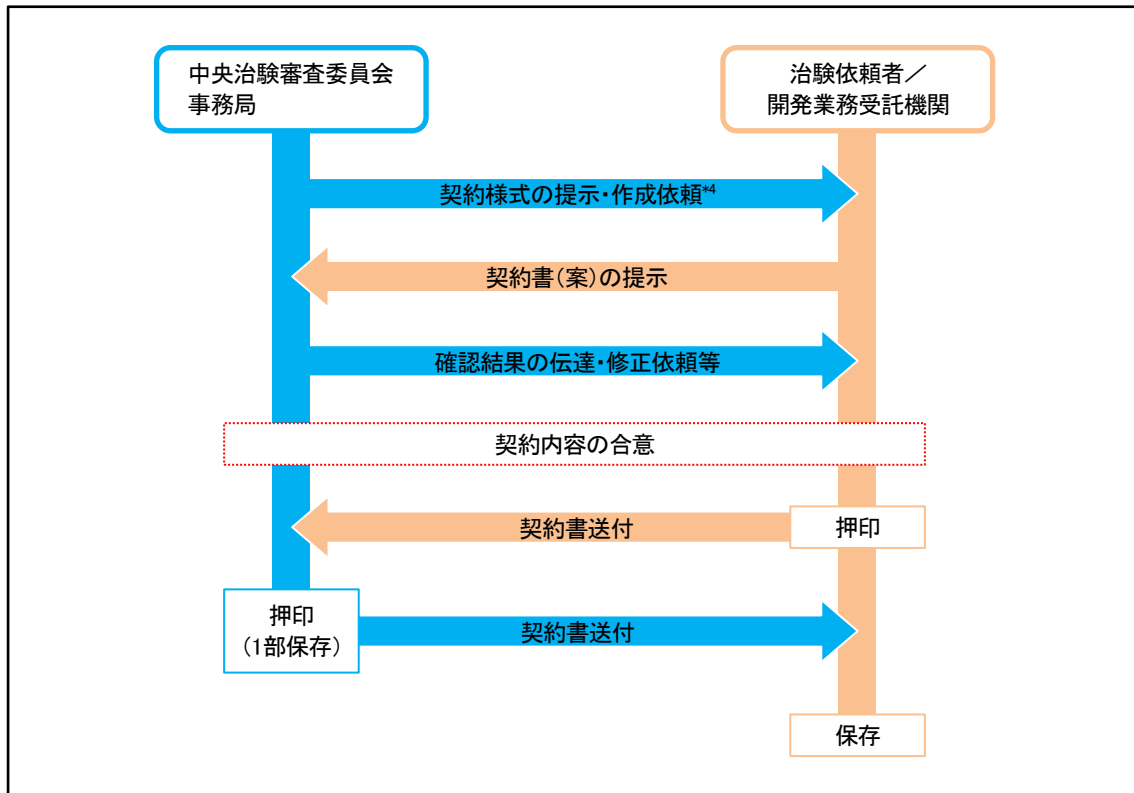 中央治験審査委員会
事務局
治験依頼者／
開発業務受託機関
契約様式の提示・作成依頼*4
契約書（案）の提示
確認結果の伝達・修正依頼等
契約内容の合意
契約書送付
押印
押印
（1部保存）
契約書送付
保存